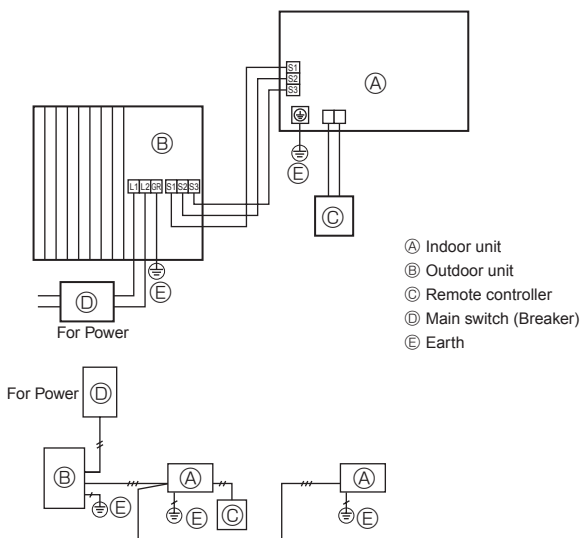 S1
S2
S3
Ⓐ
Ⓑ
L1 L2 GR S1 S2 S3
Ⓔ
Ⓒ
Ⓔ
Ⓓ
For Power
Ⓐ Indoor unit
Ⓑ Outdoor unit
Ⓒ Remote controller
Ⓓ Main switch (Breaker)
Ⓔ Earth
For Power Ⓓ
Ⓑ Ⓐ Ⓐ
Ⓔ Ⓔ Ⓒ Ⓔ